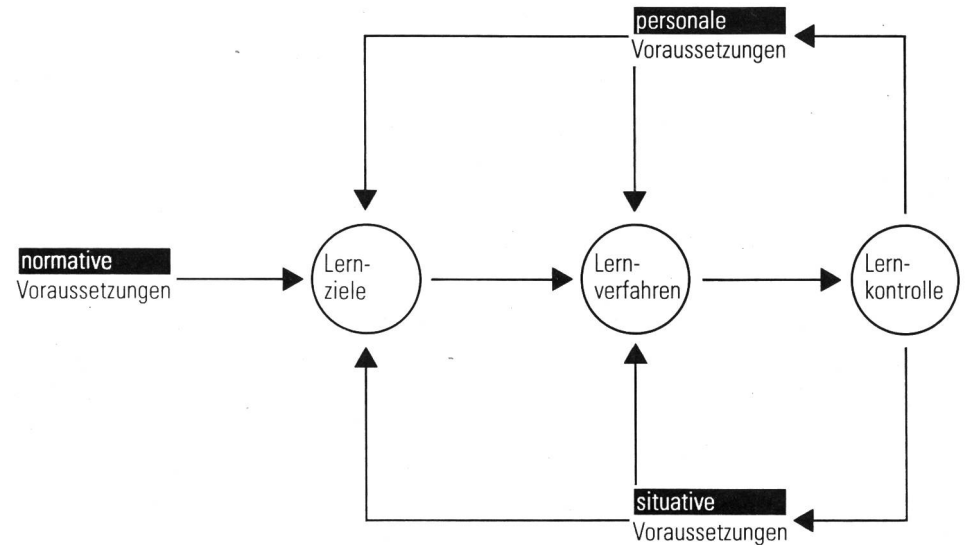 personale
Voraussetzungen
normative
Voraussetzungen
Lern-
ziele
Lern-
verfahren
Lern-
kontrolle
situative
Voraussetzungen